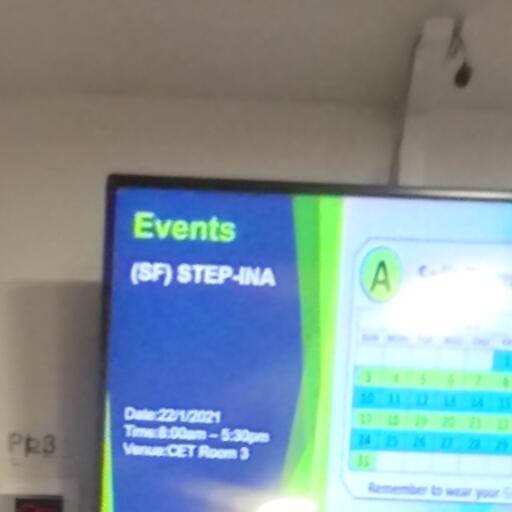 Events
(SF) STEP-INA
Date:22/1/2021
Time:8:00am – 5:30pm
Venue:CET Room 3
A
3 4 5 6 7 8
10 11 12 13 14 15
17 18 19 20 21 22
24 25 26 27 28 29
31
Remember to wear your